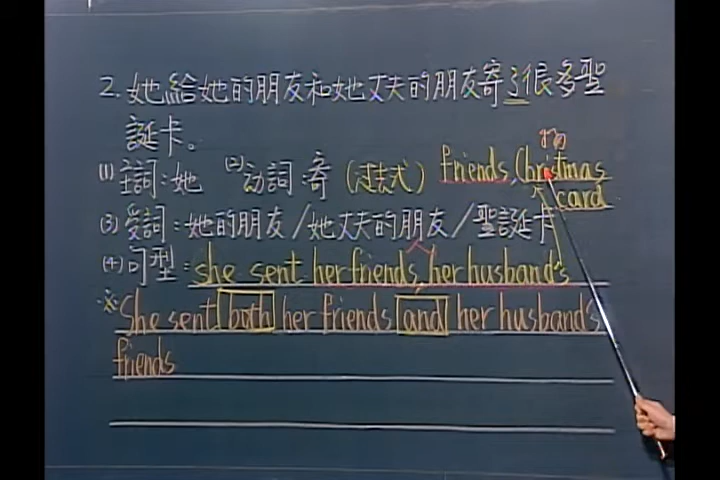 2. 她給她的朋友和她丈夫的朋友寄了很多聖
誕卡。
物
(1) 主詞：她 (2) 动詞：寄 (过去式) friends, Christmas
card
(3) 受詞：她的朋友/她丈夫的朋友/聖誕卡
(4) 句型：she sent her friends, her husband's
※ She sent both her friends and her husband's
friends